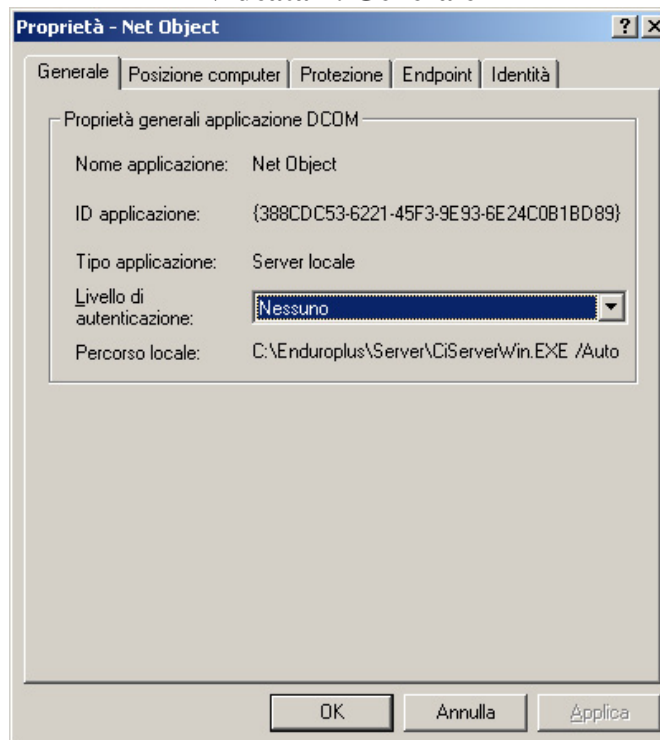 Proprietà - Net Object
Generale
Posizione computer
Protezione
Endpoint
Identità
Proprietà generali applicazione DCOM
Nome applicazione: Net Object
ID applicazione: {388CDC53-6221-45F3-9E93-6E24C0B1BD89}
Tipo applicazione: Server locale
Livello di
autenticazione: Nessuno
Percorso locale: C:\Enduroplus\Server\CiServerWin.EXE /Auto
OK
Annulla
Applica